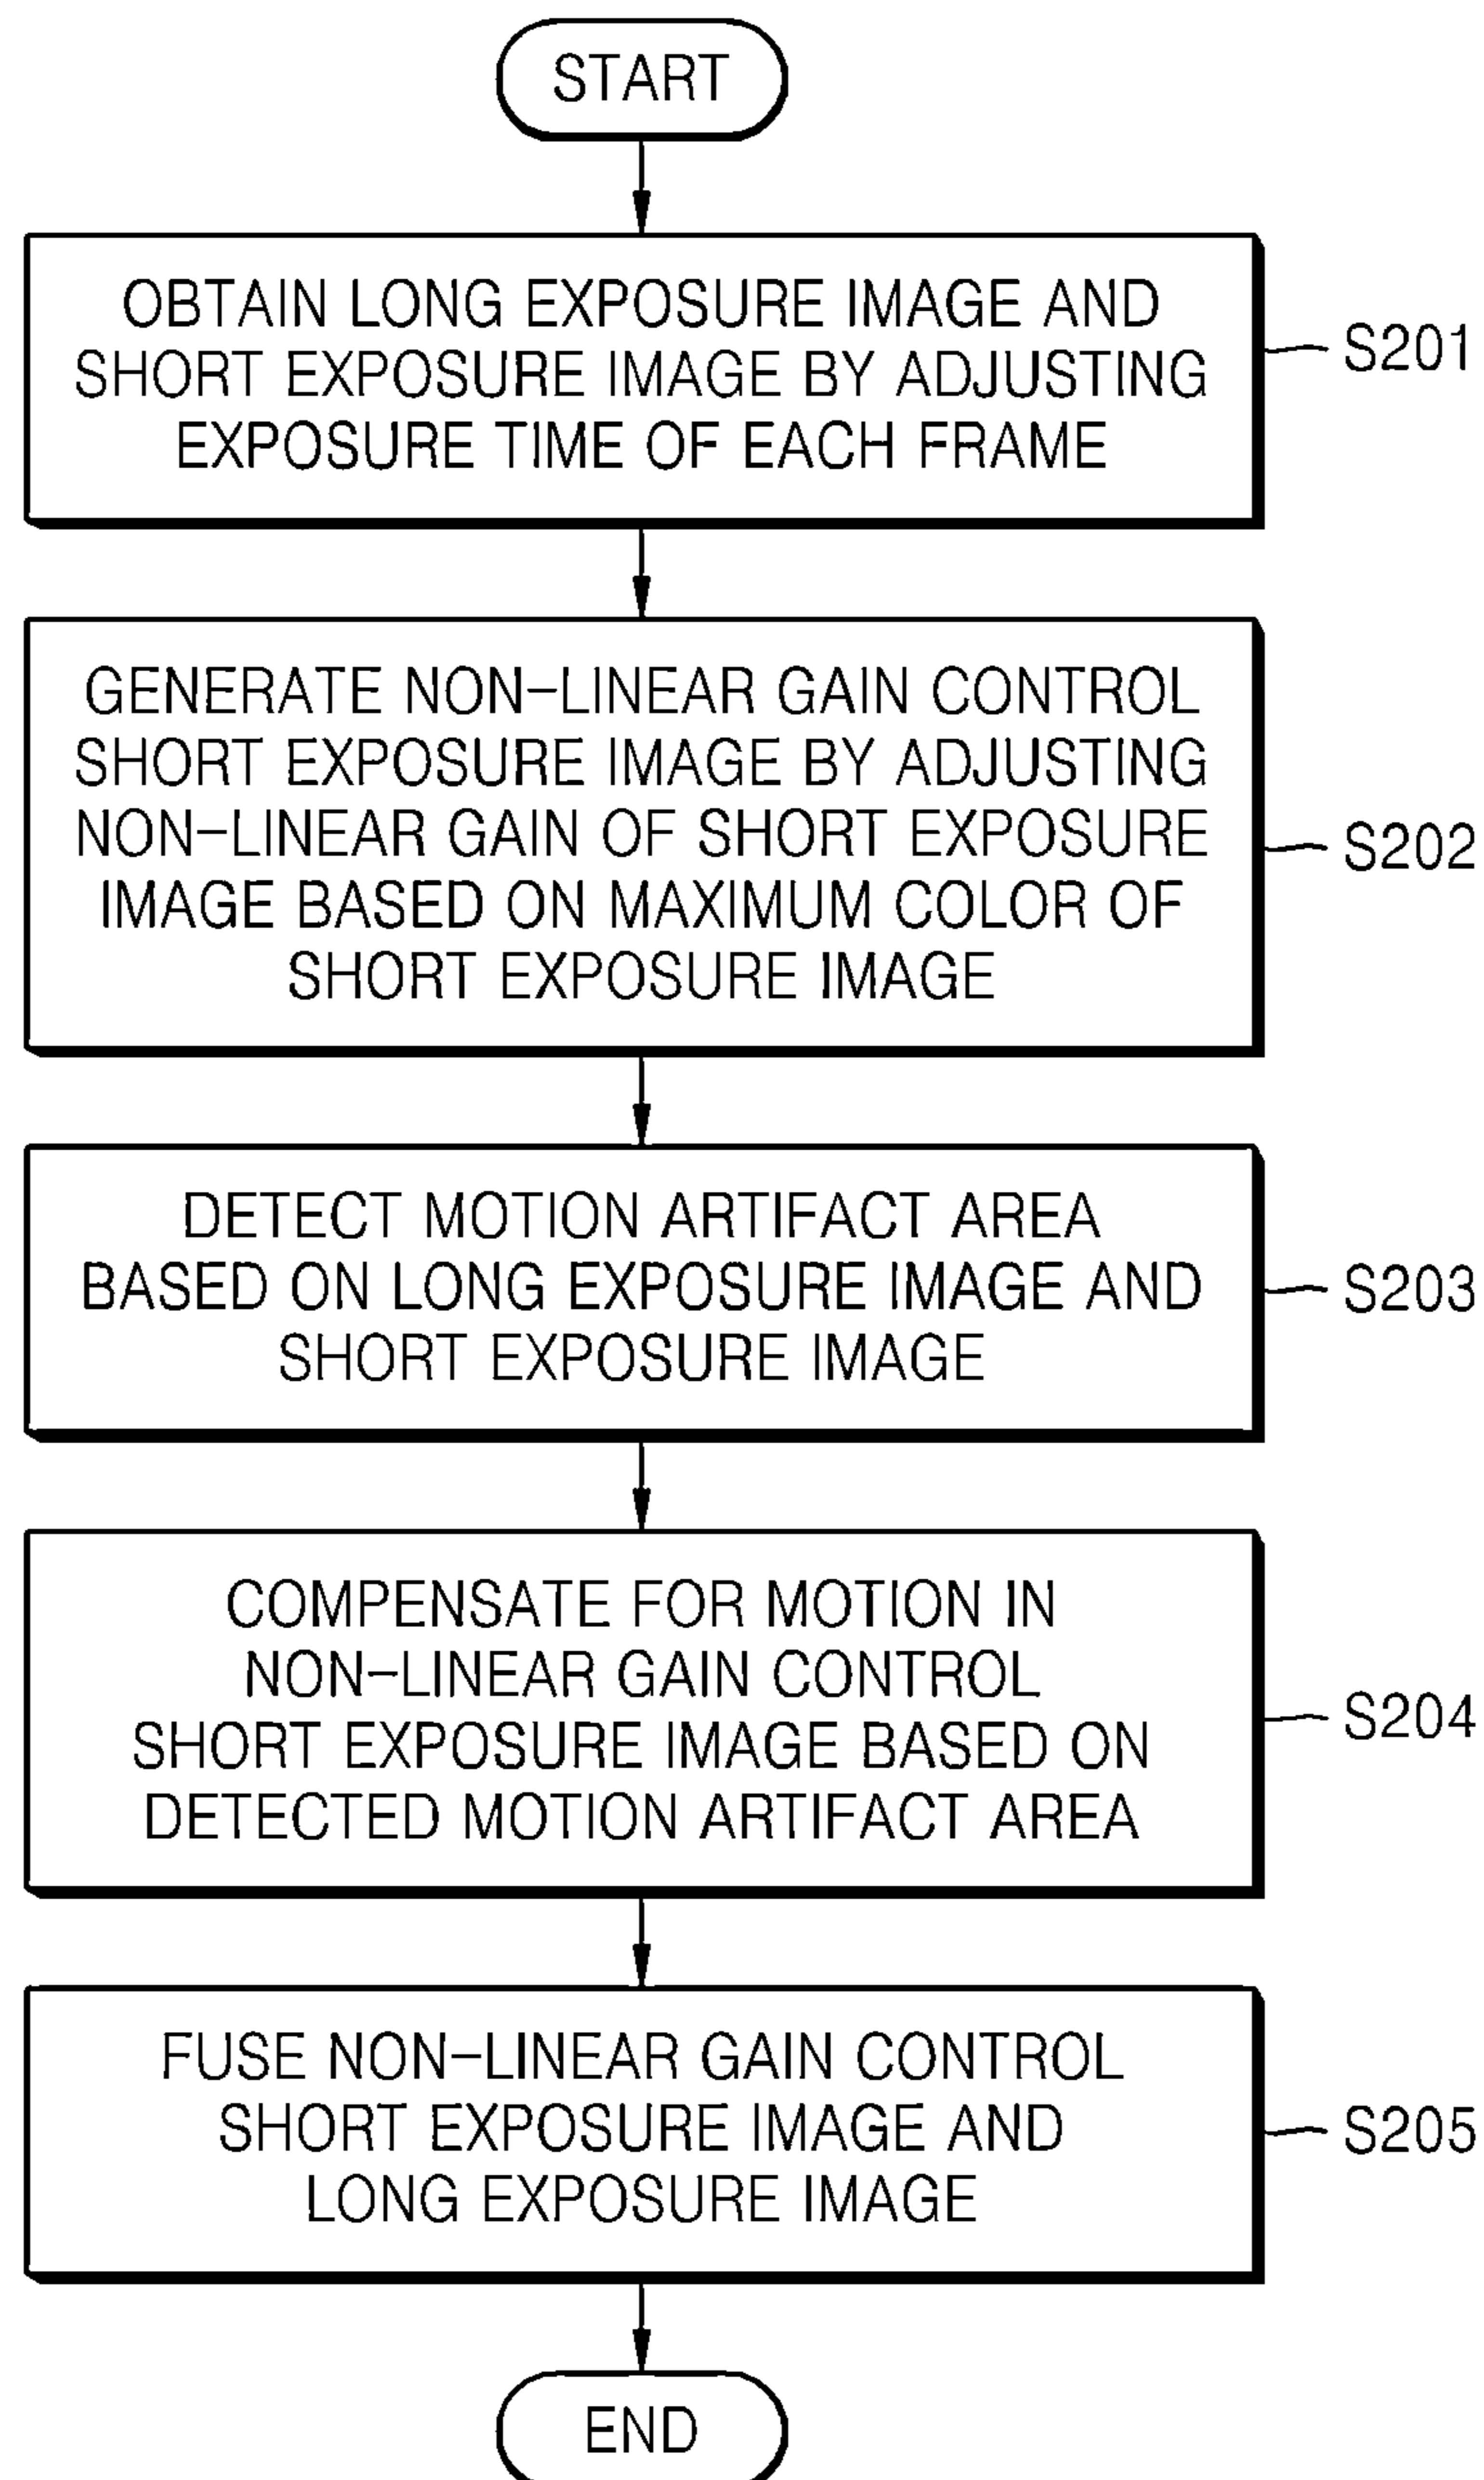 START
OBTAIN LONG EXPOSURE IMAGE AND
SHORT EXPOSURE IMAGE BY ADJUSTING
EXPOSURE TIME OF EACH FRAME
S201
GENERATE NON-LINEAR GAIN CONTROL
SHORT EXPOSURE IMAGE BY ADJUSTING
NON-LINEAR GAIN OF SHORT EXPOSURE
IMAGE BASED ON MAXIMUM COLOR OF
SHORT EXPOSURE IMAGE
S202
DETECT MOTION ARTIFACT AREA
BASED ON LONG EXPOSURE IMAGE AND
SHORT EXPOSURE IMAGE
S203
COMPENSATE FOR MOTION IN
NON-LINEAR GAIN CONTROL
SHORT EXPOSURE IMAGE BASED ON
DETECTED MOTION ARTIFACT AREA
S204
FUSE NON-LINEAR GAIN CONTROL
SHORT EXPOSURE IMAGE AND
LONG EXPOSURE IMAGE
S205
END